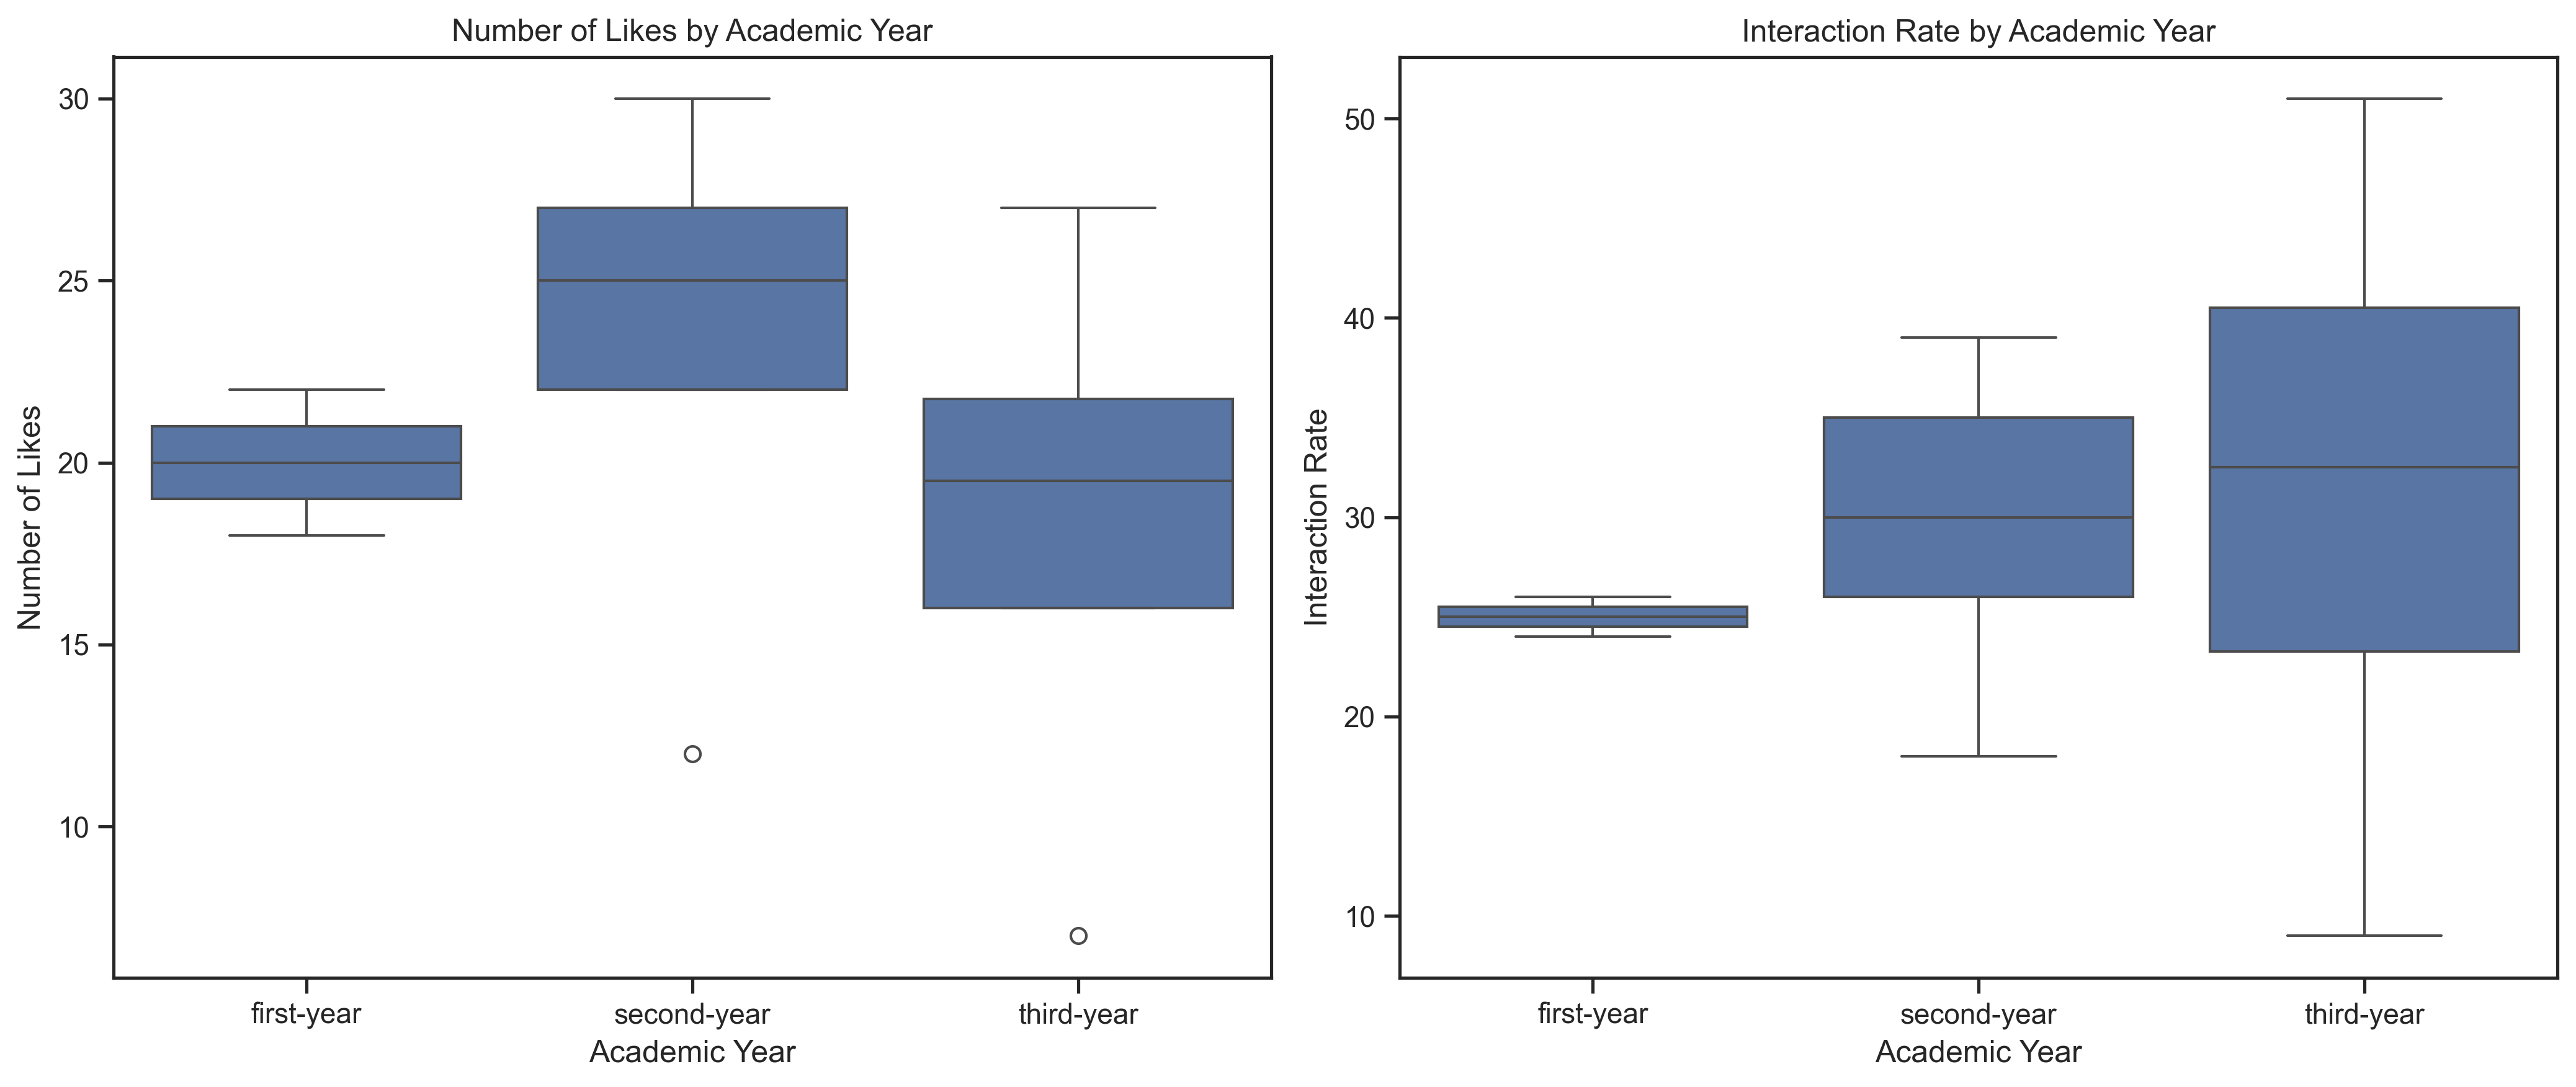 Number of Likes by Academic Year
30
25
20
15
10
Number of Likes
first-year
second-year
third-year
Academic Year
Interaction Rate by Academic Year
50
40
30
20
10
Interaction Rate
first-year
second-year
third-year
Academic Year